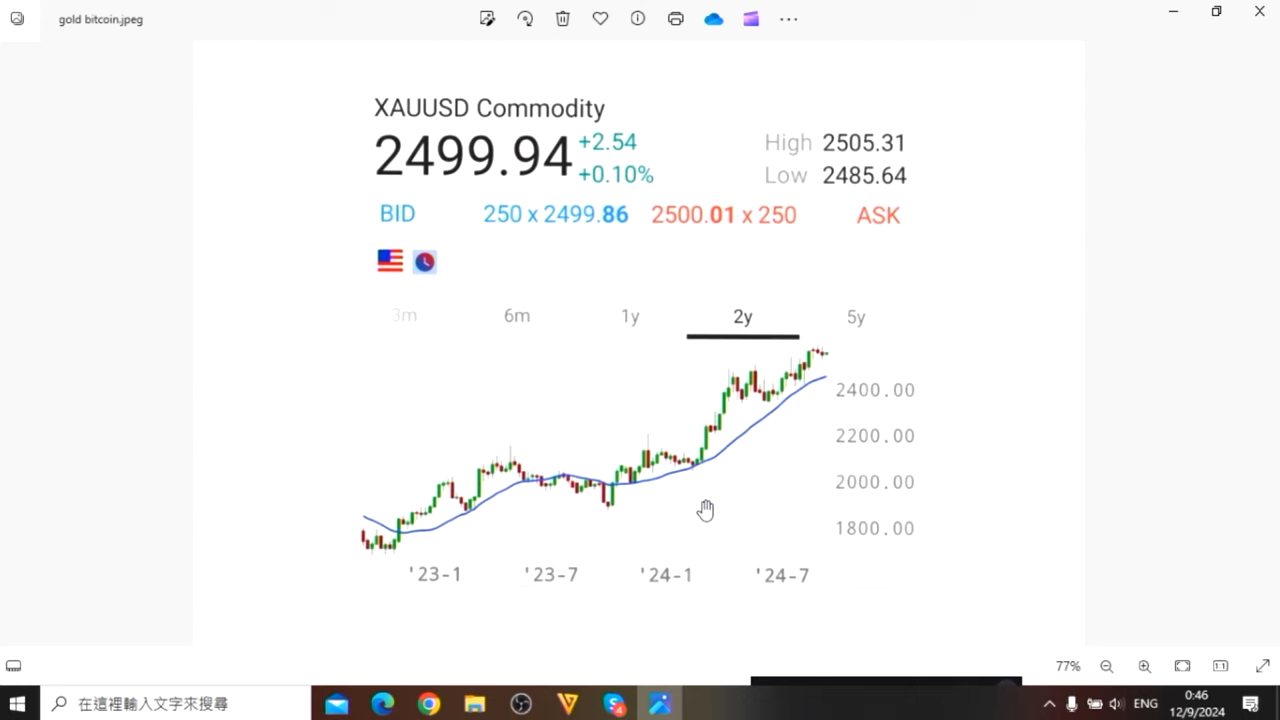 gold bitcoin.jpeg
XAUUSD Commodity
2499.94
+2.54
+0.10%
High 2505.31
Low 2485.64
BID 250 x 2499.86 2500.01 x 250 ASK
3m 6m 1y 2y 5y
2400.00
2200.00
2000.00
1800.00
'23-1 '23-7 '24-1 '24-7
77%
在這裡輸入文字來搜尋
4
ENG
0:46
12/9/2024